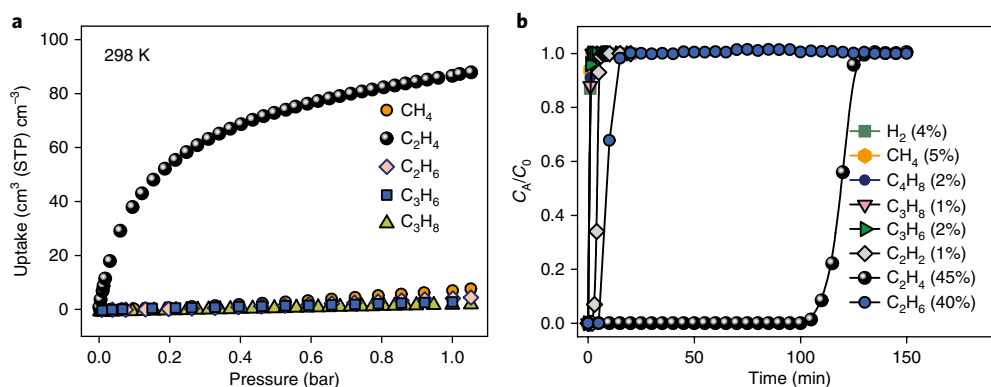 a
298 K
Uptake (cm³ (STP) cm⁻³)
100
80
60
40
20
0
0.0 0.2 0.4 0.6 0.8 1.0
Pressure (bar)
CH₄
C₂H₄
C₂H₆
C₃H₆
C₃H₈
b
C_A/C₀
1.0
0.8
0.6
0.4
0.2
0.0
0 50 100 150
Time (min)
H₂ (4%)
CH₄ (5%)
C₄H₈ (2%)
C₃H₈ (1%)
C₃H₆ (2%)
C₂H₂ (1%)
C₂H₄ (45%)
C₂H₆ (40%)